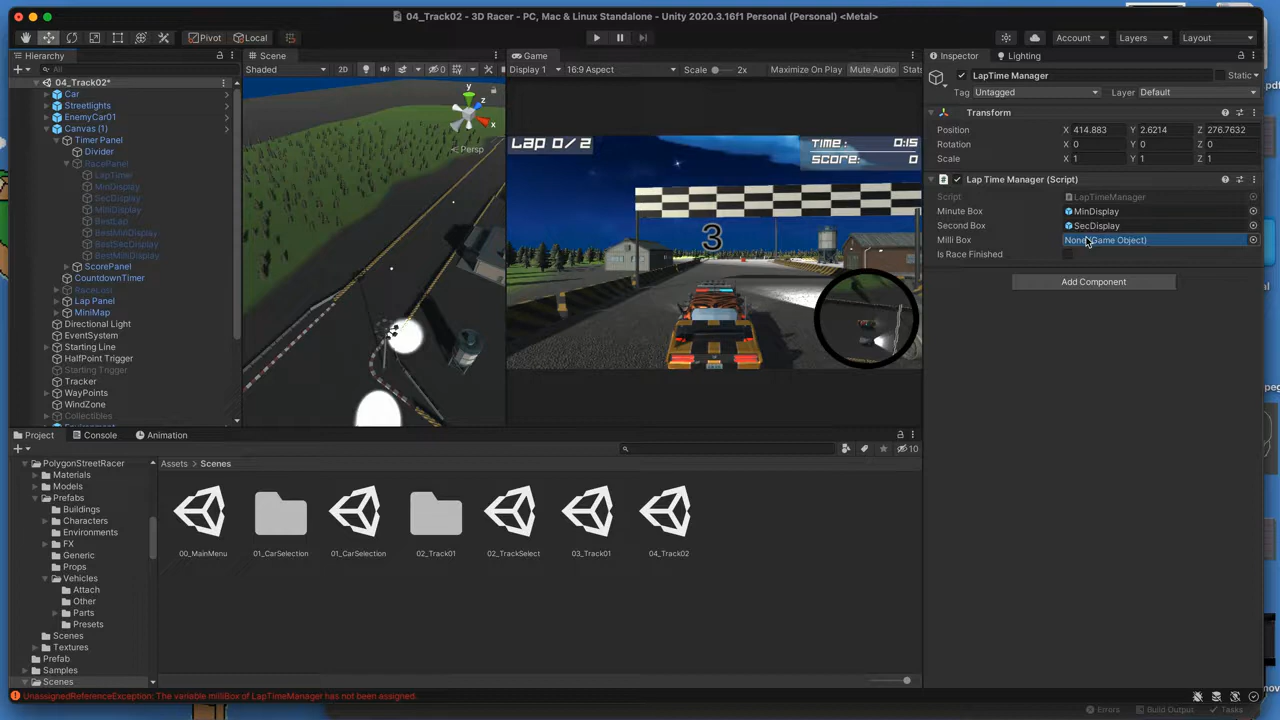 04_Track02 - 3D Racer - PC, Mac & Linux Standalone - Unity 2020.3.16f1 Personal (Personal) <Metal>
Pivot Local Account Layers Layout
Hierarchy Scene Game Inspector Lighting
All Shaded 2D 0 Display 1 16:9 Aspect Scale 2x Maximize On Play Mute Audio Stats
LapTime Manager Static
Tag Untagged Layer Default
Transform
Position X 414.883 Y 2.6214 Z 276.7632
Rotation X 0 Y 0 Z 0
Scale X 1 Y 1 Z 1
Lap Time Manager (Script)
Script LapTimeManager
Minute Box MinDisplay
Second Box SecDisplay
Milli Box None (Game Object)
Is Race Finished
Add Component
04_Track02*
Car
Streetlights
EnemyCar01
Canvas (1)
Timer Panel
Divider
RacePanel
LapTimer
MinDisplay
SecDisplay
MiniDisplay
BestLap
BestMinDisplay
BestSecDisplay
BestMiliDisplay
ScorePanel
CountdownTimer
RaceLost
Lap Panel
MiniMap
Directional Light
EventSystem
Starting Line
HalfPoint Trigger
Starting Trigger
Tracker
WayPoints
WindZone
Collectibles
y
z
x
< Persp
Lap 0/2
TIME: 0:15
SCORE: 0
3
Project Console Animation
10
PolygonStreetRacer
Materials
Models
Prefabs
Buildings
Characters
Environments
FX
Generic
Props
Vehicles
Attach
Other
Parts
Presets
Scenes
Textures
Prefab
Samples
Scenes
Assets > Scenes
00_MainMenu 01_CarSelection 01_CarSelection 02_Track01 02_TrackSelect 03_Track01 04_Track02
UnassignedReferenceException: The variable milliBox of LapTimeManager has not been assigned.
Errors Build Output Tasks